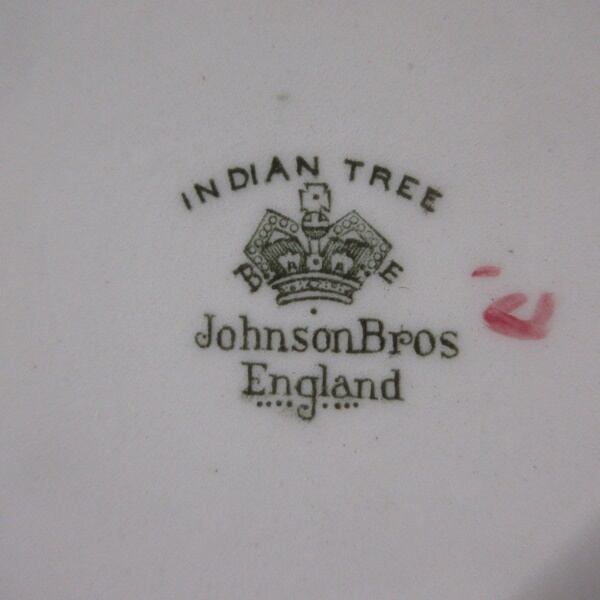 INDIAN TREE
B E
JohnsonBros
England